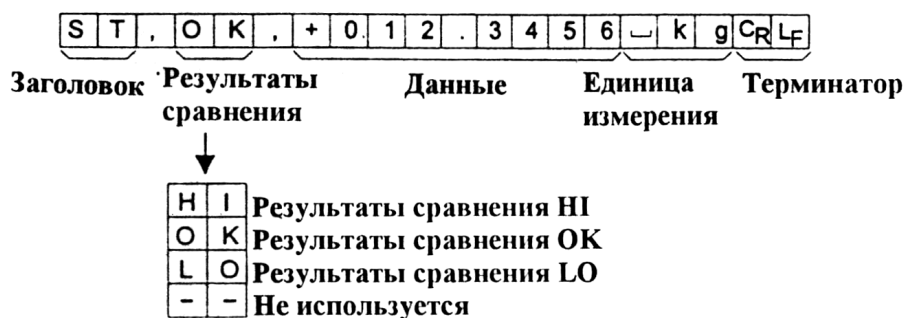 S T , O K , + 0 1 2 . 3 4 5 6 ⎵ k g CR LF
Заголовок Результаты сравнения Данные Единица измерения Терминатор
H I Результаты сравнения HI
O K Результаты сравнения OK
L O Результаты сравнения LO
- - Не используется